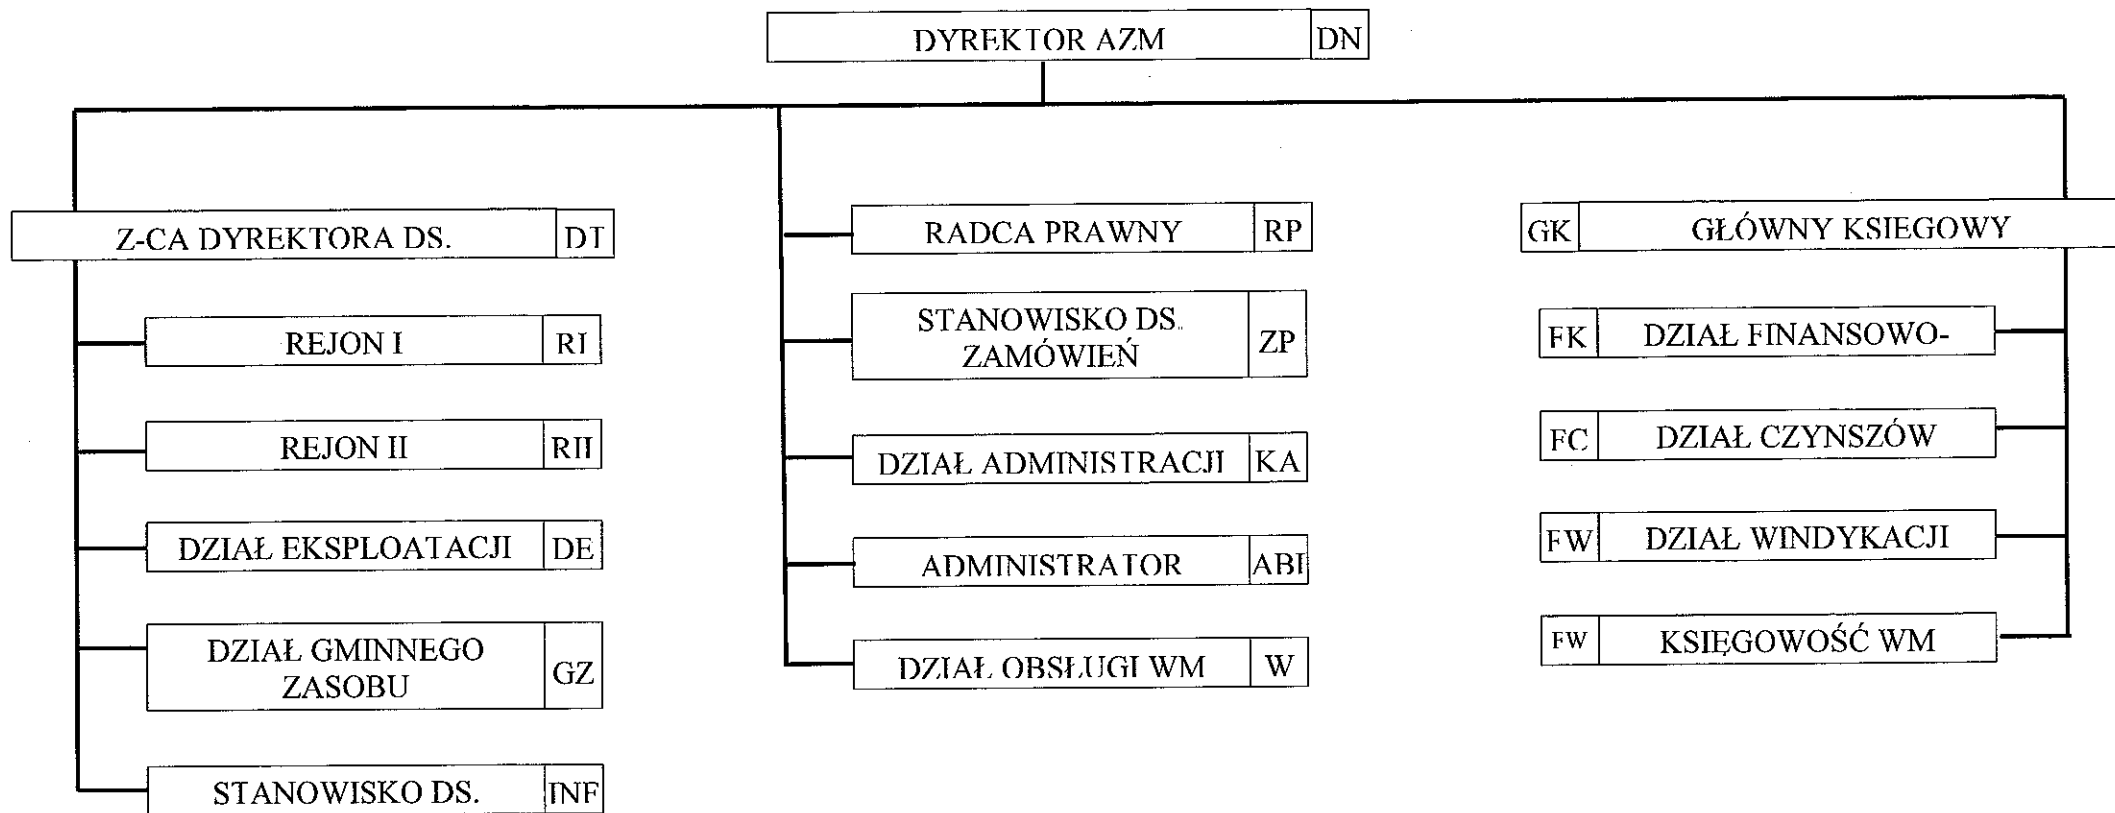 DYREKTOR AZM DN
Z-CA DYREKTORA DS. DT
REJON I RI
REJON II RII
DZIAŁ EKSPLOATACJI DE
DZIAŁ GMINNEGO
ZASOBU GZ
STANOWISKO DS. INF
RADCA PRAWNY RP
STANOWISKO DS.
ZAMÓWIEŃ ZP
DZIAŁ ADMINISTRACJI KA
ADMINISTRATOR ABI
DZIAŁ OBSŁUGI WM W
GK GŁÓWNY KSIEGOWY
FK DZIAŁ FINANSOWO-
FC DZIAŁ CZYNSZÓW
FW DZIAŁ WINDYKACJI
FW KSIĘGOWOŚĆ WM